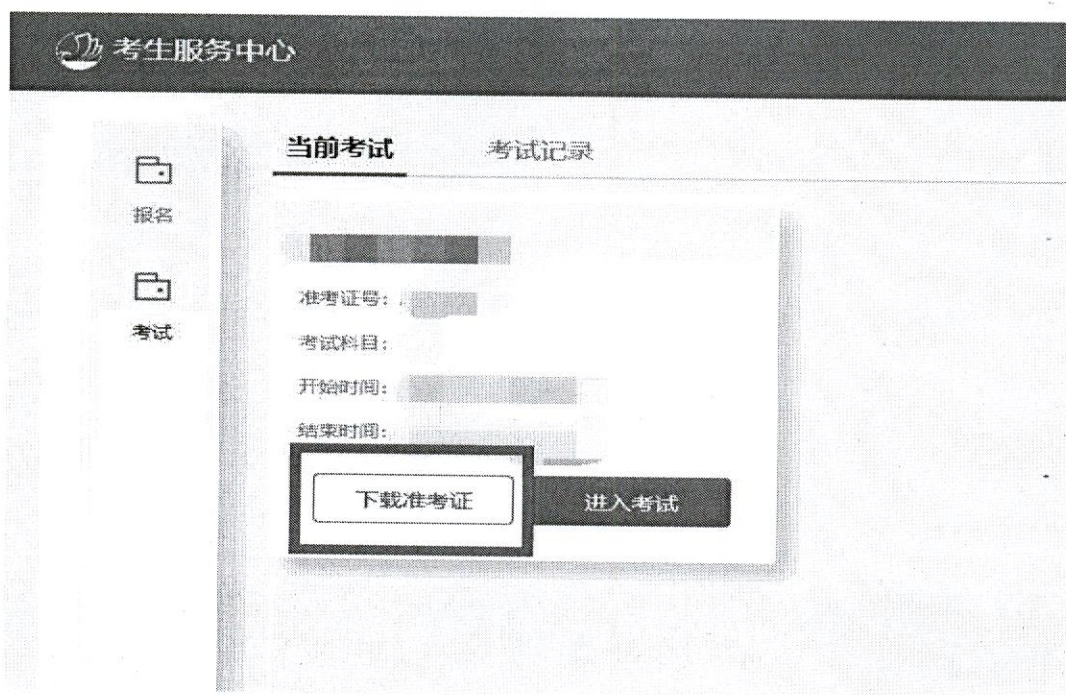 考生服务中心
当前考试 考试记录
报名
考试
准考证号：
考试科目：
开始时间：
结束时间：
下载准考证 进入考试